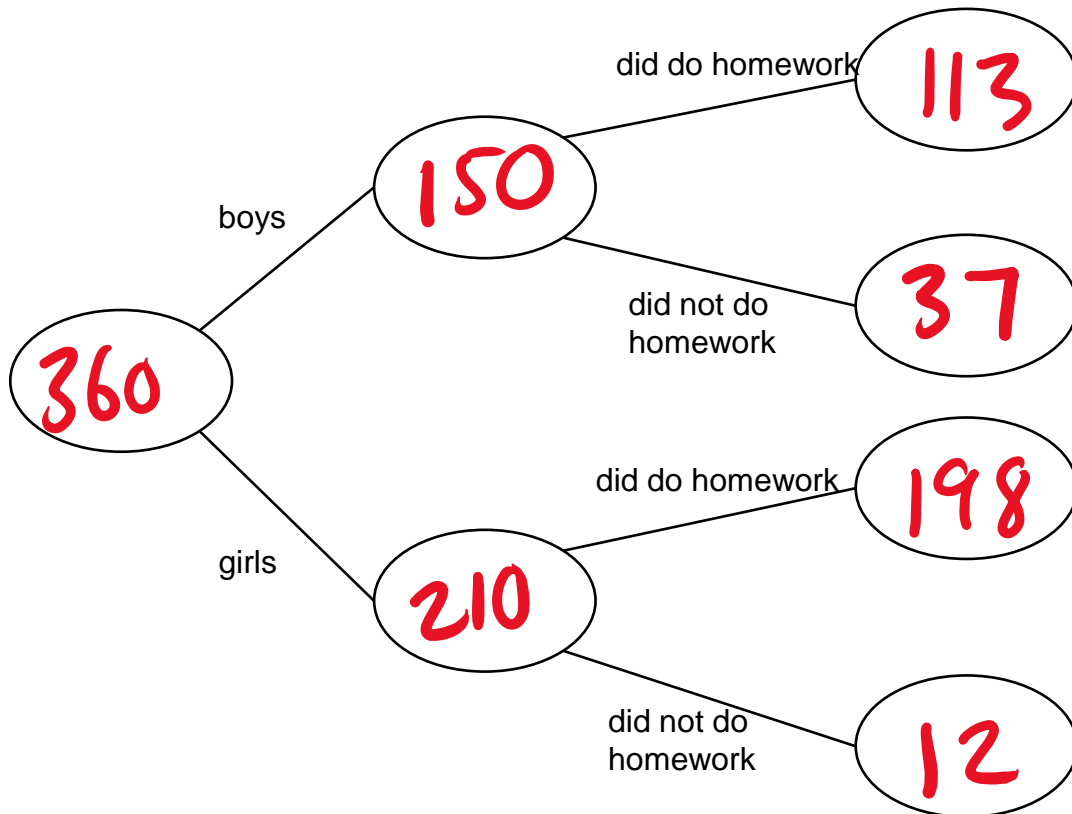 did do homework
113
150
boys
37
did not do
homework
360
did do homework
198
girls
210
did not do
homework
12